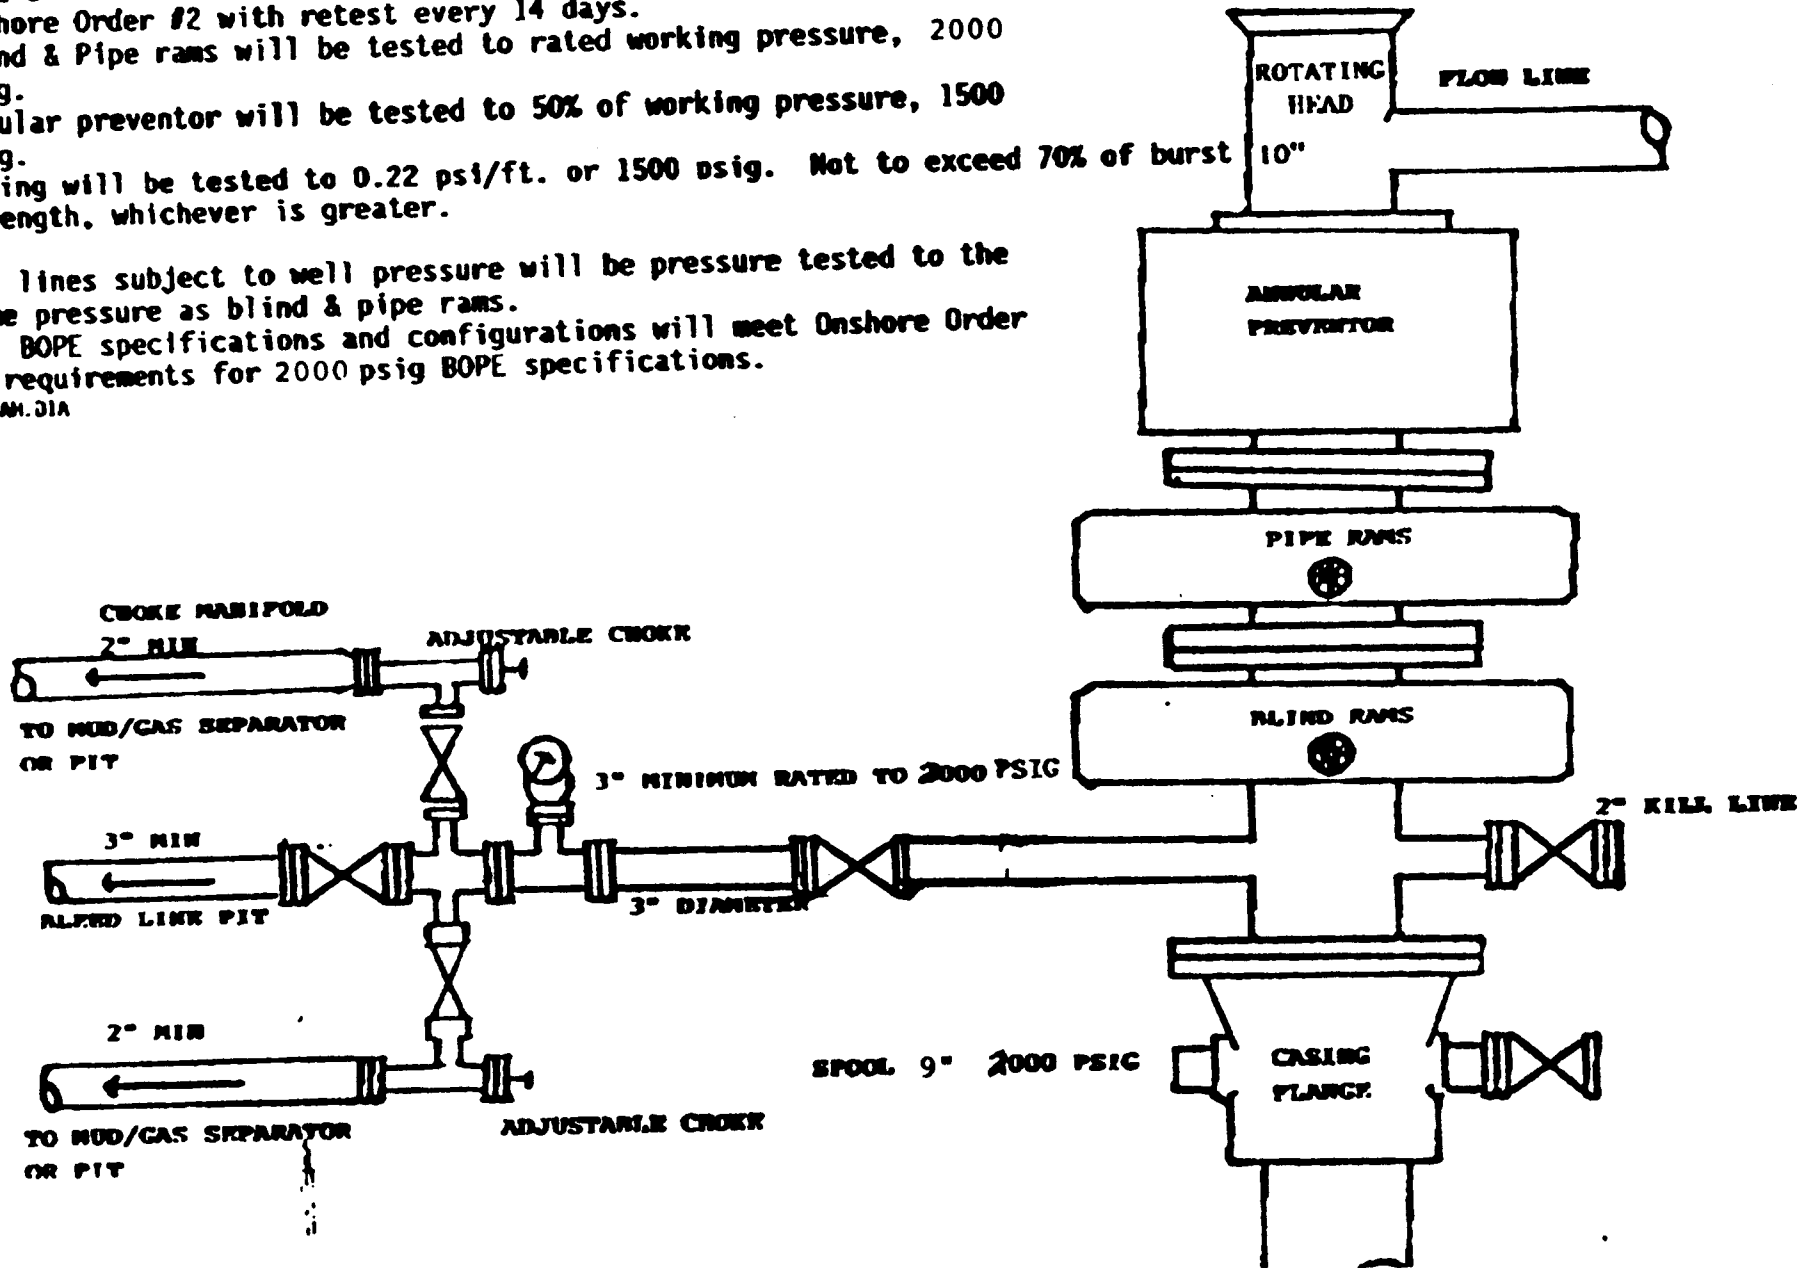 hore Order #2 with retest every 14 days.
nd & Pipe rams will be tested to rated working pressure, 2000
g.
ular preventor will be tested to 50% of working pressure, 1500
g.
ing will be tested to 0.22 psi/ft. or 1500 psig. Not to exceed 70% of burst
ength, whichever is greater.
lines subject to well pressure will be pressure tested to the
e pressure as blind & pipe rams.
BOPE specifications and configurations will meet Onshore Order
requirements for 2000 psig BOPE specifications.
AM.DIA
ROTATING
HEAD
FLOW LINE
10"
ANNULAR
PREVENTOR
PIPE RAMS
CHOKE MANIFOLD
2" MIN
ADJUSTABLE CHOKE
TO MUD/GAS SEPARATOR
OR PIT
BLIND RAMS
3" MINIMUM RATED TO 2000 PSIG
2" KILL LINE
3" MIN
BLEED LINE PIT
3" DIAMETER
2" MIN
SPOOL 9" 2000 PSIG
CASING
FLANGE
ADJUSTABLE CHOKE
TO MUD/GAS SEPARATOR
OR PIT